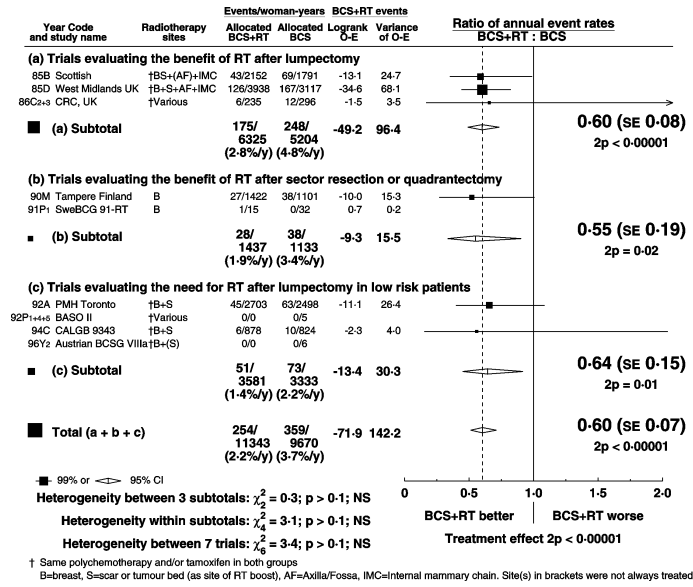 Events/woman-years BCS+RT events
Year Code and study name Radiotherapy sites Allocated BCS+RT Allocated BCS Logrank O-E Variance of O-E
Ratio of annual event rates
BCS+RT : BCS
(a) Trials evaluating the benefit of RT after lumpectomy
85B Scottish †BS+(AF)+IMC 43/2152 69/1791 -13·1 24·7
85D West Midlands UK †B+S+AF+IMC 126/3938 167/3117 -34·6 68·1
86C2+3 CRC, UK †Various 6/235 12/296 -1·5 3·5
(a) Subtotal 175/ 248/ -49·2 96·4 0·60 (SE 0·08)
6325 5204
(2·8%/y) (4·8%/y) 2p < 0·00001
(b) Trials evaluating the benefit of RT after sector resection or quadrantectomy
90M Tampere Finland B 27/1422 38/1101 -10·0 15·3
91P1 SweBCG 91-RT B 1/15 0/32 0·7 0·2
(b) Subtotal 28/ 38/ -9·3 15·5 0·55 (SE 0·19)
1437 1133
(1·9%/y) (3·4%/y) 2p = 0·02
(c) Trials evaluating the need for RT after lumpectomy in low risk patients
92A PMH Toronto †B+S 45/2703 63/2498 -11·1 26·4
92P1+4+5 BASO II †Various 0/0 0/5
94C CALGB 9343 †B+S 6/878 10/824 -2·3 4·0
96Y2 Austrian BCSG VIIIa †B+(S) 0/0 0/6
(c) Subtotal 51/ 73/ -13·4 30·3 0·64 (SE 0·15)
3581 3333
(1·4%/y) (2·2%/y) 2p = 0·01
Total (a + b + c) 254/ 359/ -71·9 142·2 0·60 (SE 0·07)
11343 9670
(2·2%/y) (3·7%/y) 2p < 0·00001
99% or 95% CI
0 0·5 1·0 1·5 2·0
BCS+RT better BCS+RT worse
Treatment effect 2p < 0·00001
Heterogeneity between 3 subtotals: χ²₂ = 0·3; p > 0·1; NS
Heterogeneity within subtotals: χ²₄ = 3·1; p > 0·1; NS
Heterogeneity between 7 trials: χ²₆ = 3·4; p > 0·1; NS
† Same polychemotherapy and/or tamoxifen in both groups
B=breast, S=scar or tumour bed (as site of RT boost), AF=Axilla/Fossa, IMC=Internal mammary chain. Site(s) in brackets were not always treated